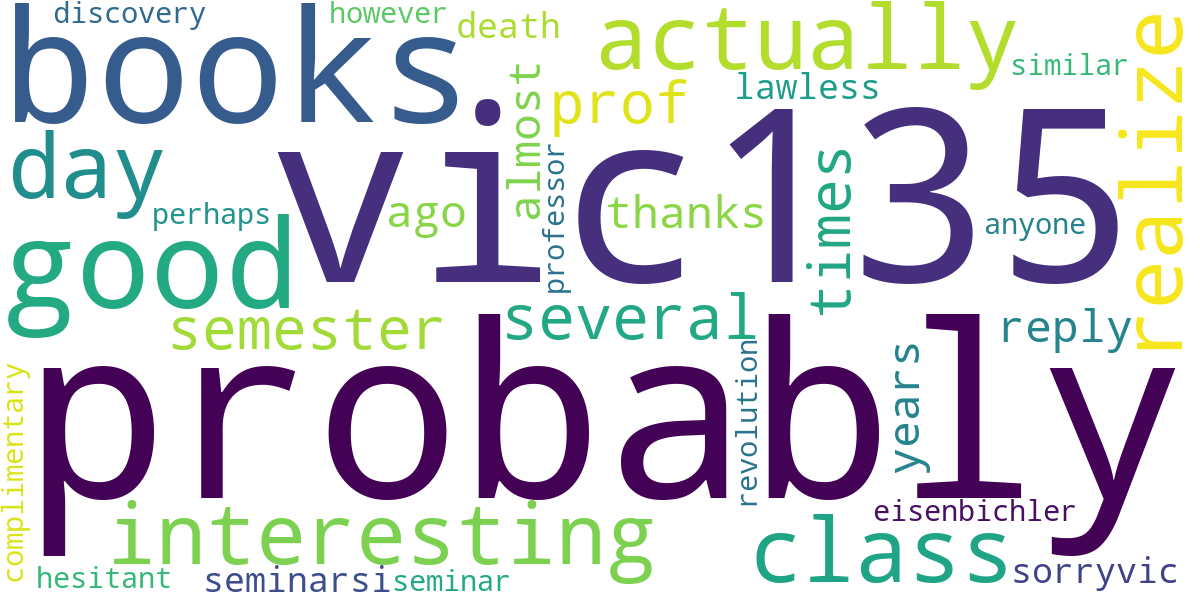 discovery
however
death
books
actually
similar
realize
almost
prof
lawless
vic135
day
professor
times
perhaps
ago
thanks
anyone
good
semester
several
reply
probably
revolution
years
complimentary
interesting
class
eisenbichler
hesitant
seminarsi
seminar
sorryvic